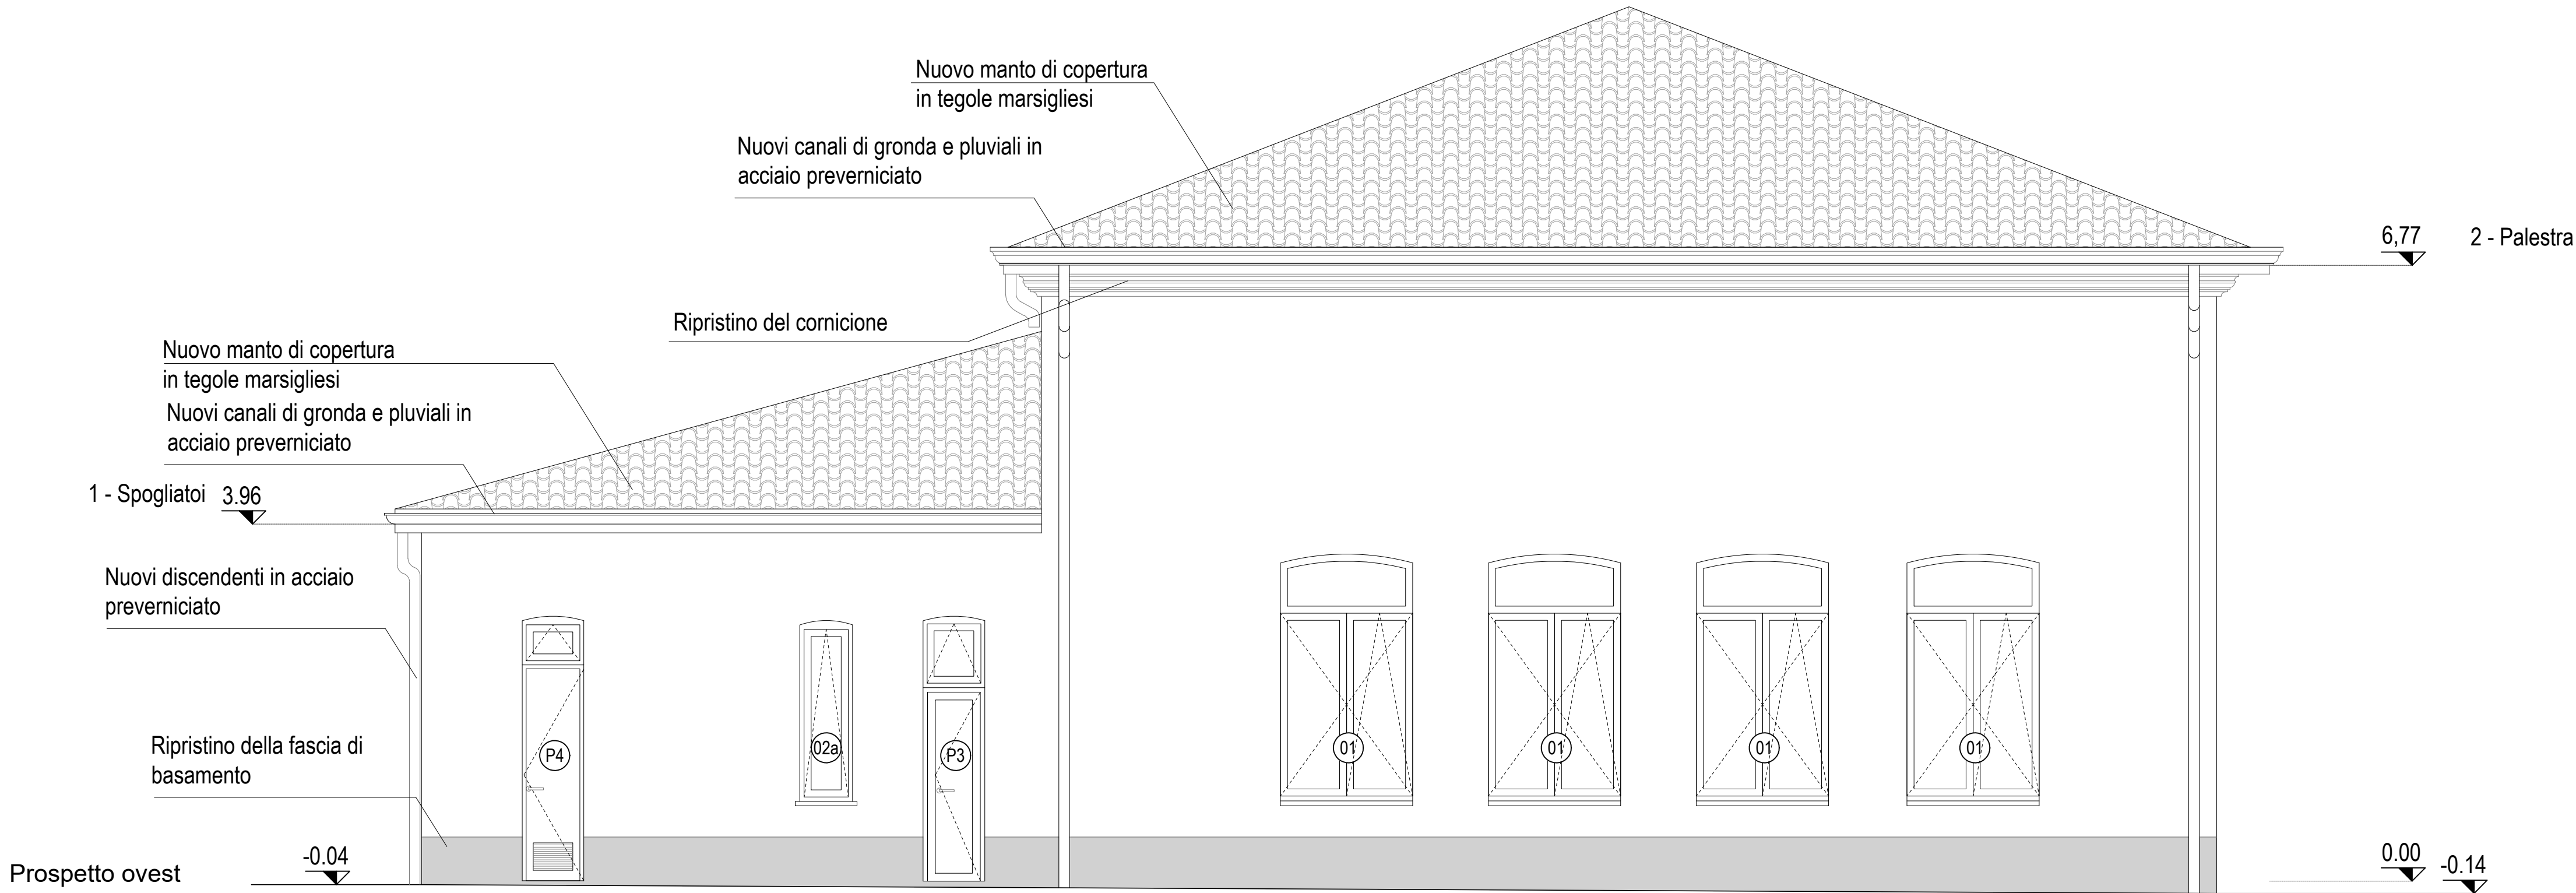 Nuovo manto di copertura
in tegole marsigliesi
Nuovi canali di gronda e pluviali in
acciaio preverniciato
6,77
2 - Palestra
Ripristino del cornicione
Nuovo manto di copertura
in tegole marsigliesi
Nuovi canali di gronda e pluviali in
acciaio preverniciato
1 - Spogliatoi
3.96
Nuovi discendenti in acciaio
preverniciato
Ripristino della fascia di
basamento
P4
02a
P3
01
01
01
01
Prospetto ovest
-0.04
0.00
-0.14